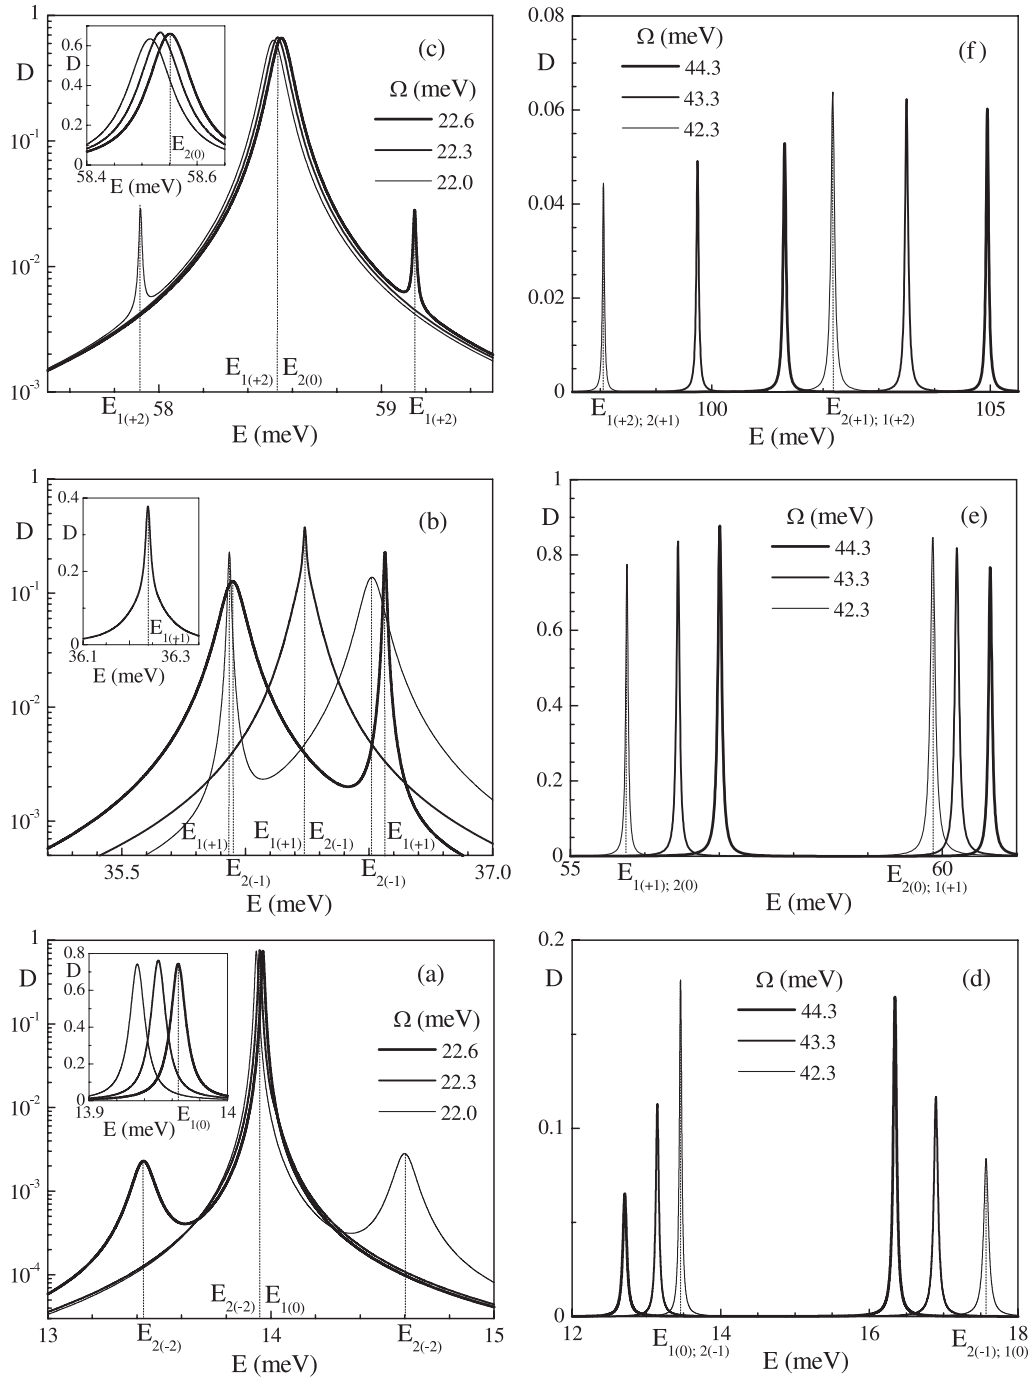 1
D
10⁻¹
10⁻²
10⁻³
0.6
D
0.4
0.2
0
58.4
58.6
E (meV)
E2(0)
(c)
Ω (meV)
22.6
22.3
22.0
E1(+2)
E2(0)
E1(+2)
58
59
E1(+2)
E (meV)
0.08
D
0.06
0.04
0.02
0
Ω (meV)
44.3
43.3
42.3
(f)
E1(+2); 2(+1)
100
E2(+1); 1(+2)
105
E (meV)
1
D
10⁻¹
10⁻²
10⁻³
0.4
D
0.2
0
36.1
36.3
E1(+1)
E (meV)
(b)
E1(+1)
E1(+1)
E2(-1)
E1(+1)
35.5
E2(-1)
E2(-1)
37.0
E (meV)
1
D
0.8
0.6
0.4
0.2
0
Ω (meV)
44.3
43.3
42.3
(e)
55
E1(+1); 2(0)
60
E2(0); 1(+1)
E (meV)
1
D
10⁻¹
10⁻²
10⁻³
10⁻⁴
0.8
D
0.6
0.4
0.2
0
13.9
14
E (meV)
E1(0)
(a)
Ω (meV)
22.6
22.3
22.0
E2(-2)
E1(0)
13
E2(-2)
14
E2(-2)
15
E (meV)
0.2
D
0.1
0
Ω (meV)
44.3
43.3
42.3
(d)
12
E1(0); 2(-1)
14
16
E2(-1); 1(0)
18
E (meV)